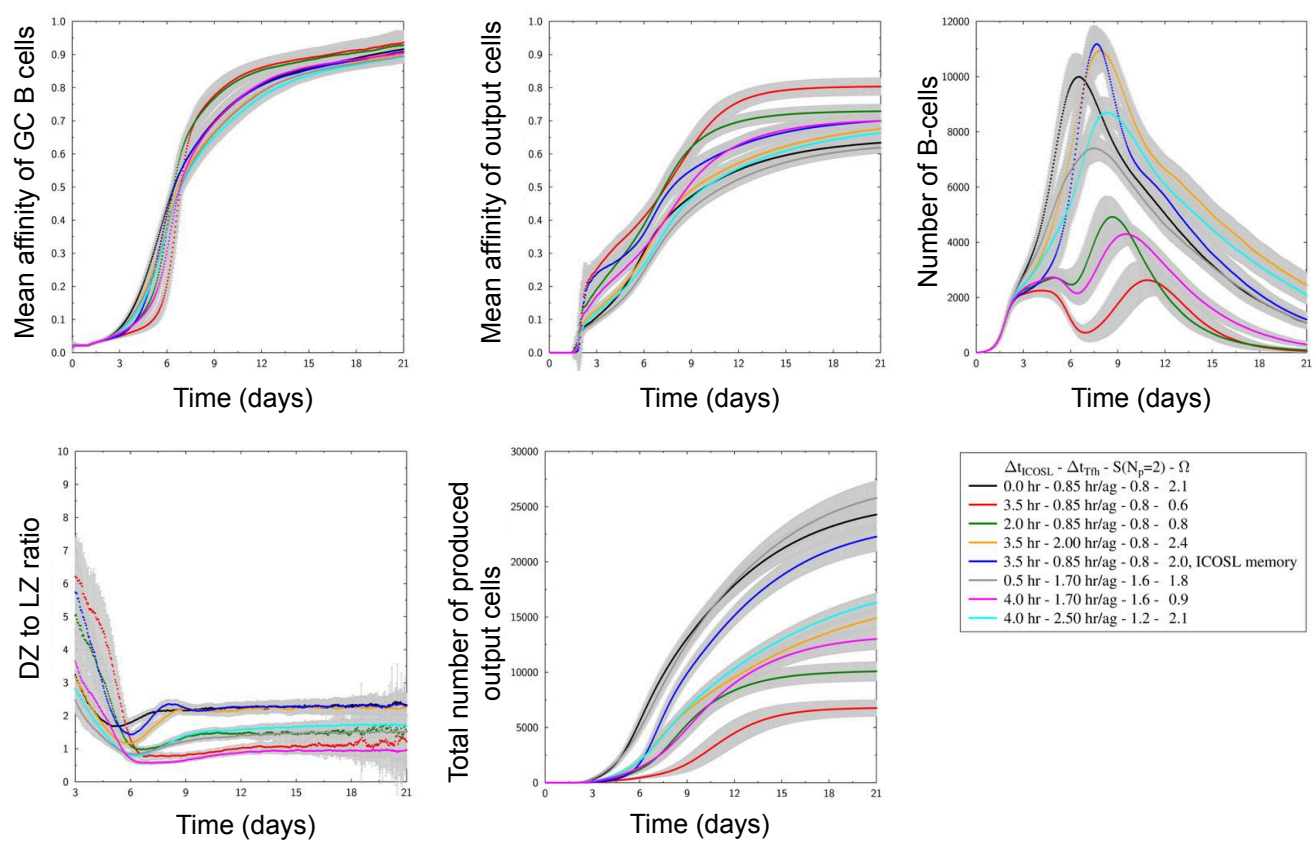 Mean affinity of GC B cells
1.0
0.9
0.8
0.7
0.6
0.5
0.4
0.3
0.2
0.1
0.0
0 3 6 9 12 15 18 21
Time (days)
Mean affinity of output cells
1.0
0.9
0.8
0.7
0.6
0.5
0.4
0.3
0.2
0.1
0.0
0 3 6 9 12 15 18 21
Time (days)
Number of B-cells
12000
10000
8000
6000
4000
2000
0
0 3 6 9 12 15 18 21
Time (days)
DZ to LZ ratio
10
9
8
7
6
5
4
3
2
1
0
3 6 9 12 15 18 21
Time (days)
Total number of produced
output cells
30000
25000
20000
15000
10000
5000
0
0 3 6 9 12 15 18 21
Time (days)
Δt_ICOSL - Δt_Tfh - S(N_p=2) - Ω
0.0 hr - 0.85 hr/ag - 0.8 - 2.1
3.5 hr - 0.85 hr/ag - 0.8 - 0.6
2.0 hr - 0.85 hr/ag - 0.8 - 0.8
3.5 hr - 2.00 hr/ag - 0.8 - 2.4
3.5 hr - 0.85 hr/ag - 0.8 - 2.0, ICOSL memory
0.5 hr - 1.70 hr/ag - 1.6 - 1.8
4.0 hr - 1.70 hr/ag - 1.6 - 0.9
4.0 hr - 2.50 hr/ag - 1.2 - 2.1